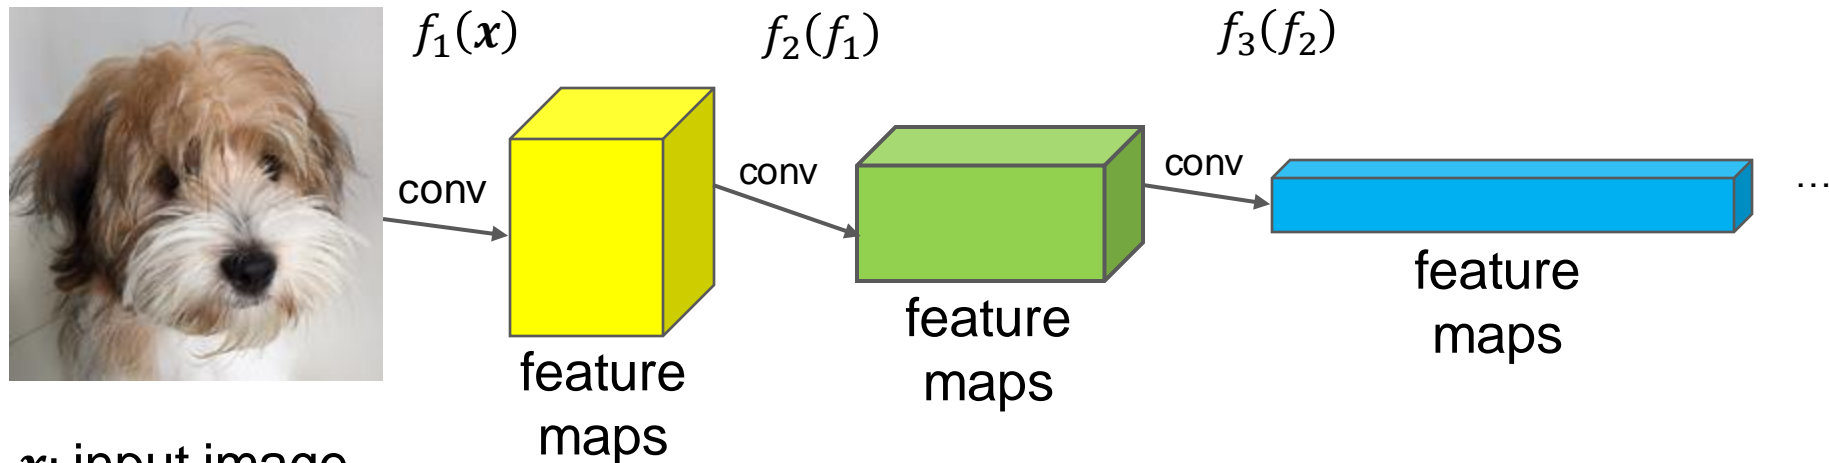 f₁(x)
f₂(f₁)
f₃(f₂)
conv
conv
conv
...
feature
maps
feature
maps
feature
maps
x: input image